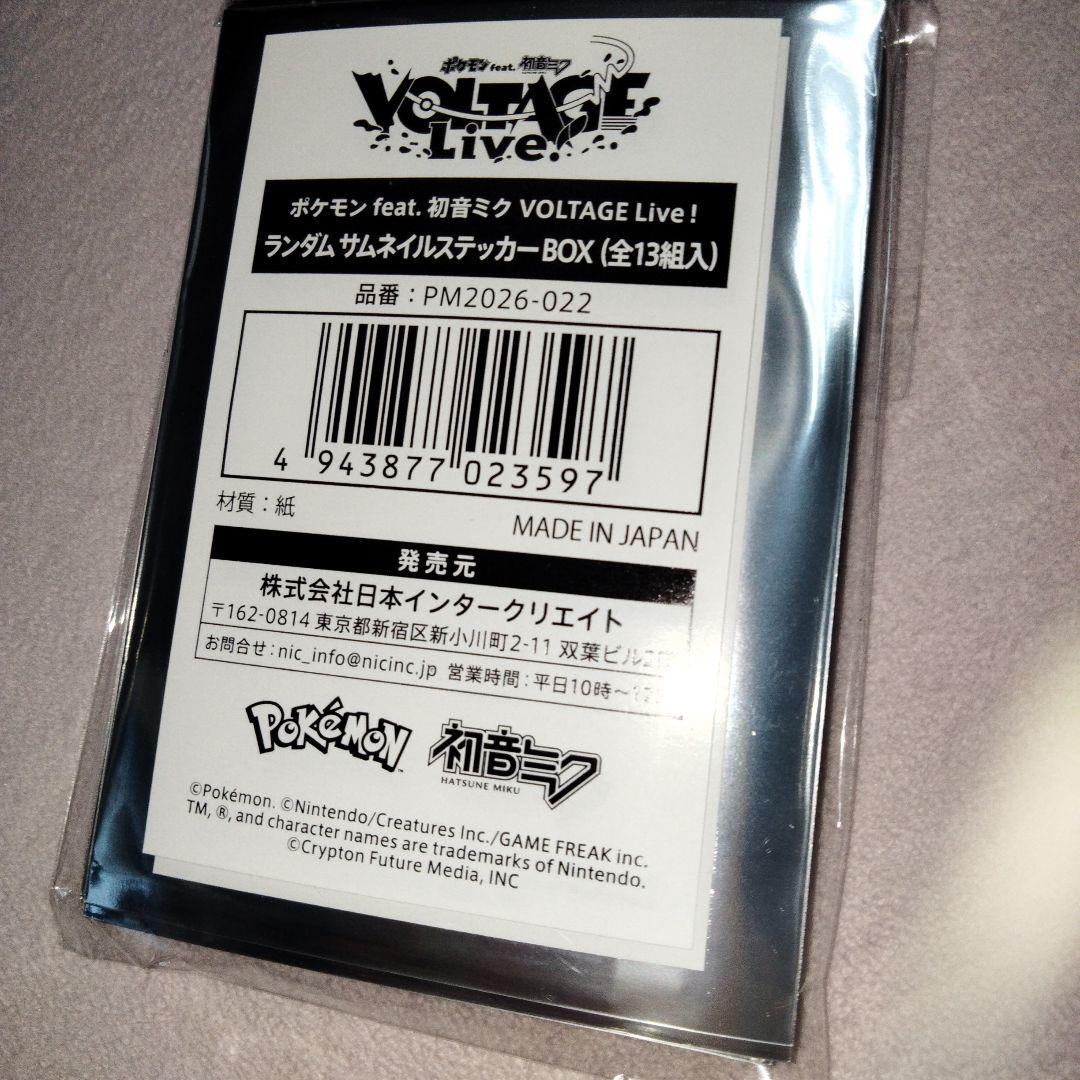 ポケモン feat. 初音ミク
HATSUNE MIKU
VOLTAGE
Live!
ポケモン feat. 初音ミク VOLTAGE Live！
ランダム サムネイルステッカー BOX (全13組入)
品番：PM2026-022
4 943877 023597
材質：紙
MADE IN JAPAN
発売元
株式会社日本インタークリエイト
〒162-0814 東京都新宿区新小川町2-11 双葉ビル
お問合せ：nic_info@nicinc.jp 営業時間：平日10時～
POKéMON 初音ミク
TM HATSUNE MIKU
©Pokémon. ©Nintendo/Creatures Inc./GAME FREAK inc.
TM, ®, and character names are trademarks of Nintendo.
©Crypton Future Media, INC